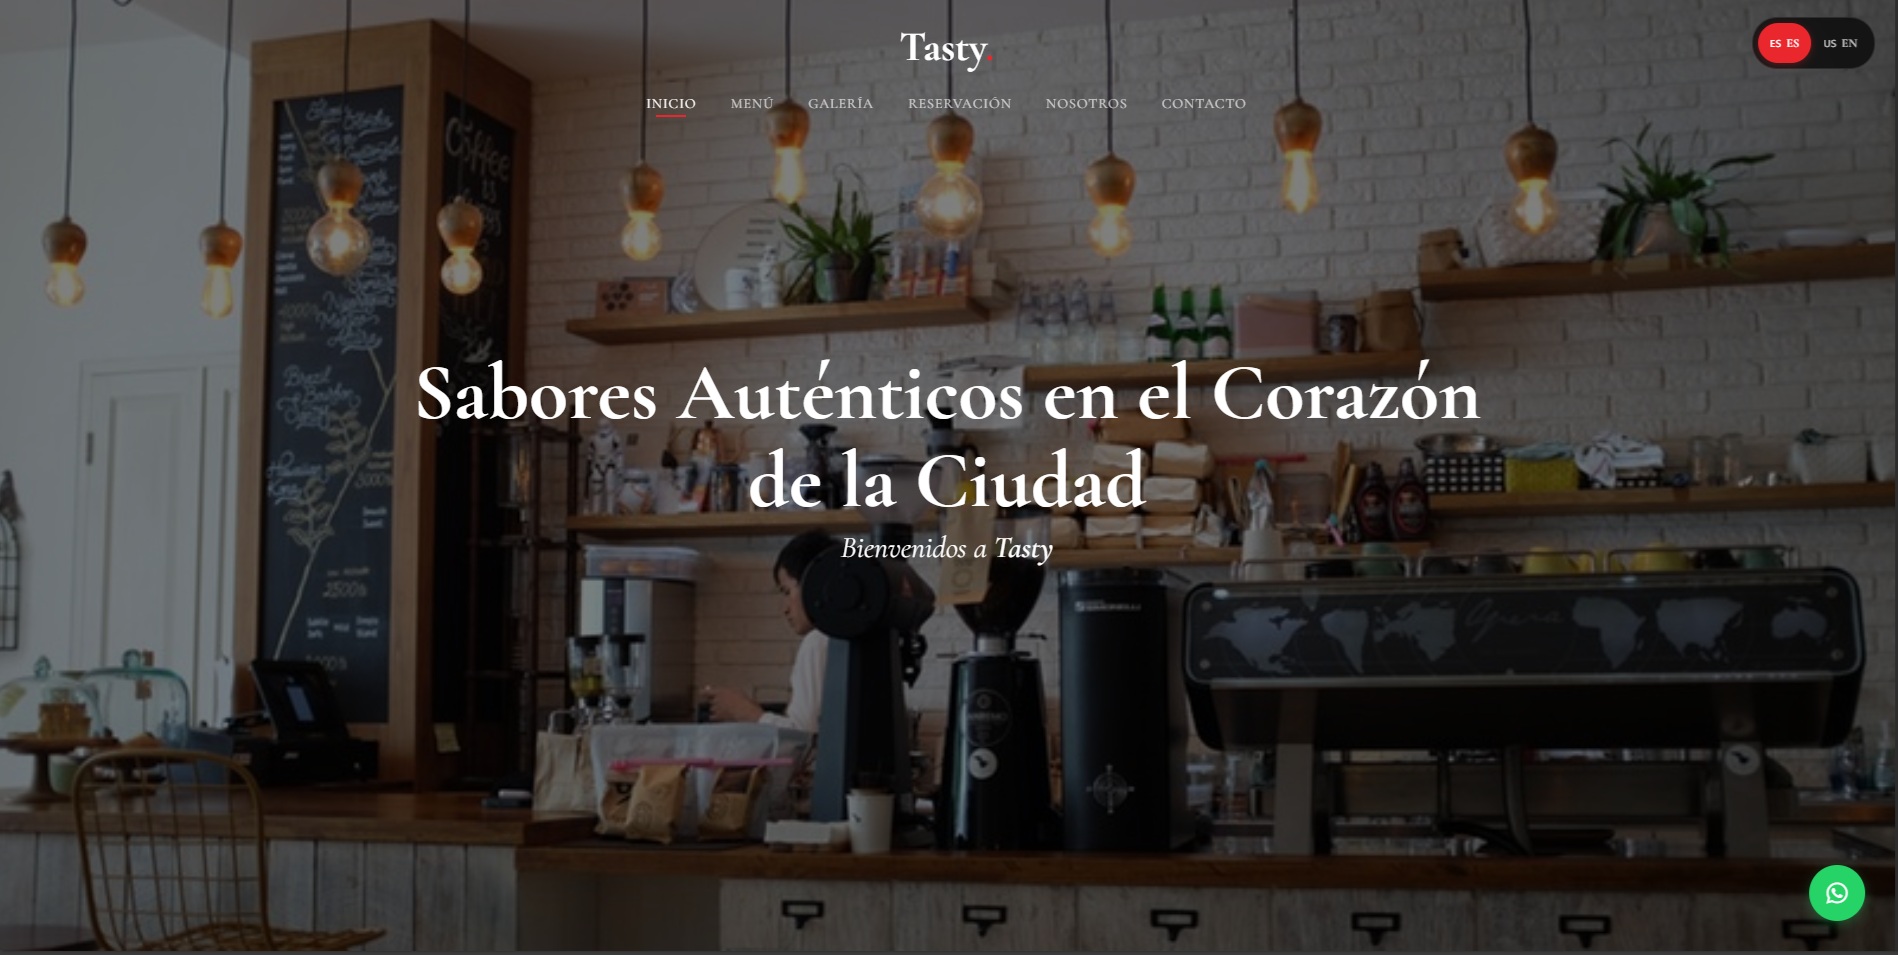 Tasty.
ES ES
US EN
INICIO MENÚ GALERÍA RESERVACIÓN NOSOTROS CONTACTO
Coffee
Sabores Auténticos en el Corazón
de la Ciudad
Bienvenidos a Tasty